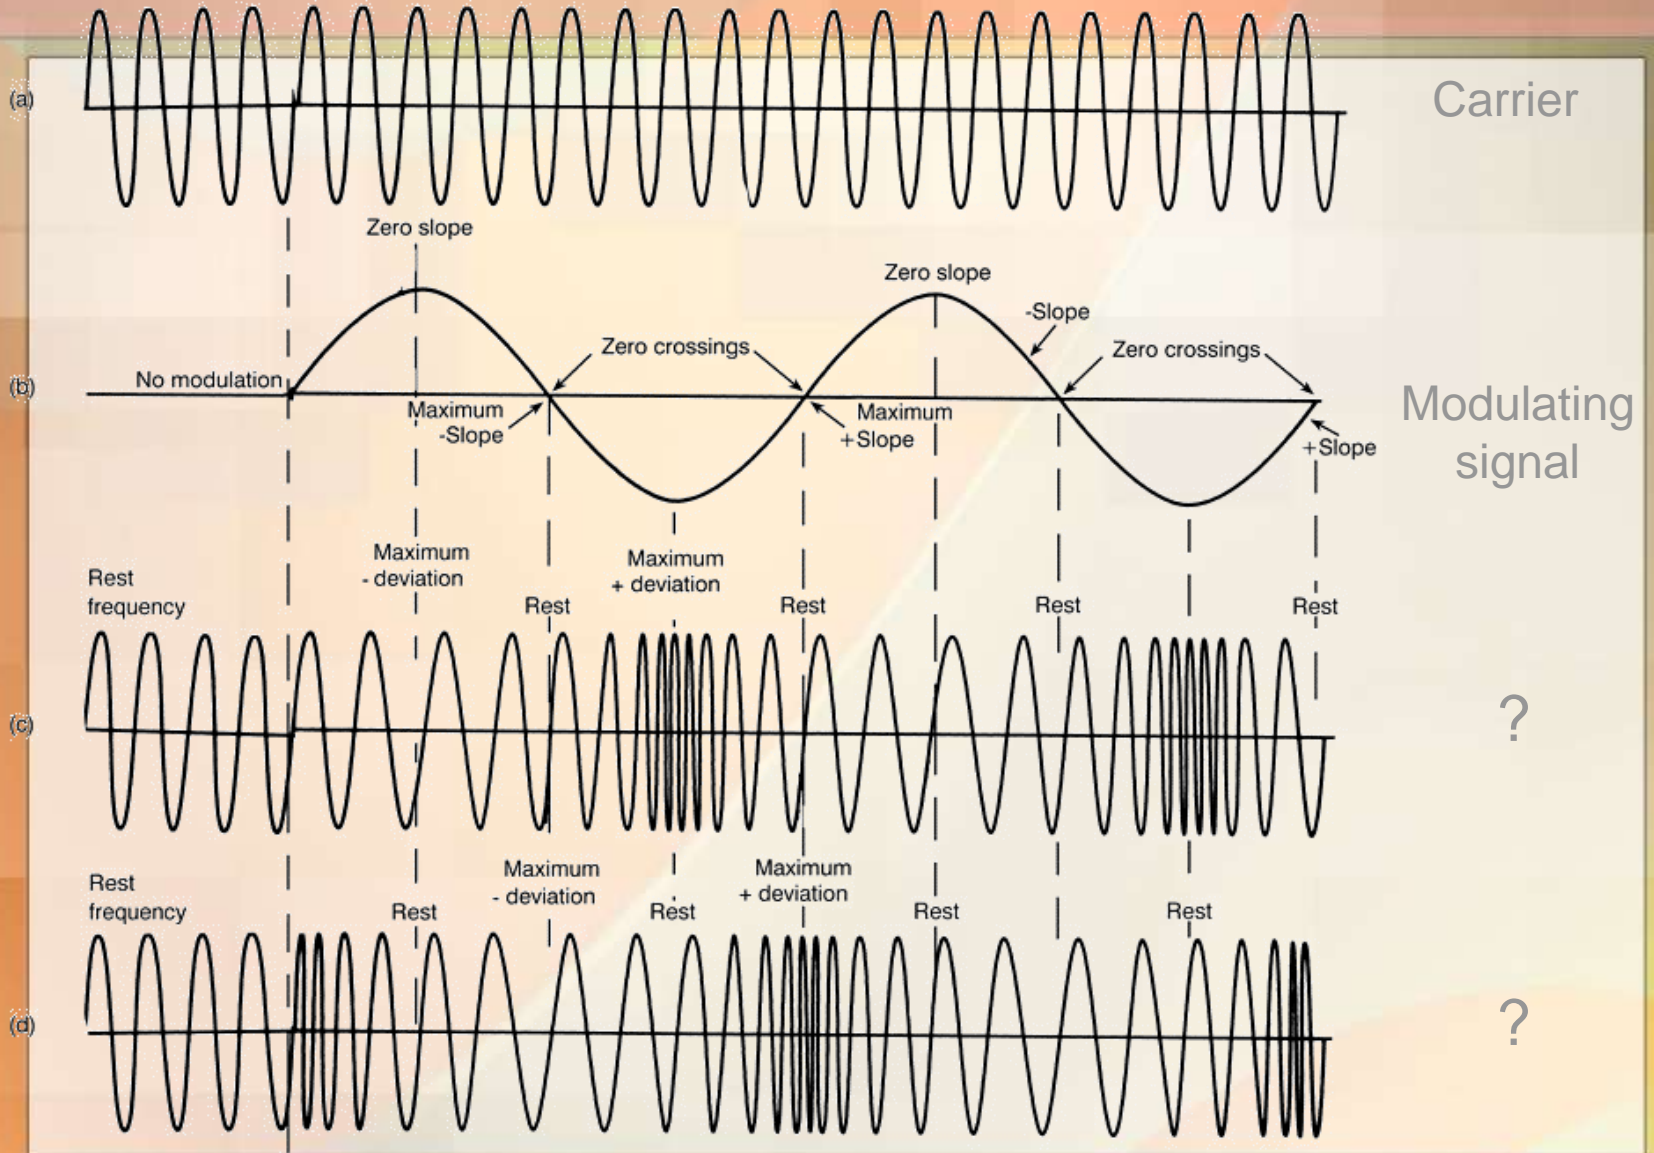 (a)
Carrier
Zero slope
Zero slope
-Slope
Zero crossings
Zero crossings
No modulation
(b)
Maximum
-Slope
Maximum
+Slope
+Slope
Modulating
signal
Maximum
- deviation
Maximum
+ deviation
Rest
frequency
Rest
Rest
Rest
Rest
(c)
?
Maximum
- deviation
Maximum
+ deviation
Rest
frequency
Rest
Rest
Rest
Rest
(d)
?